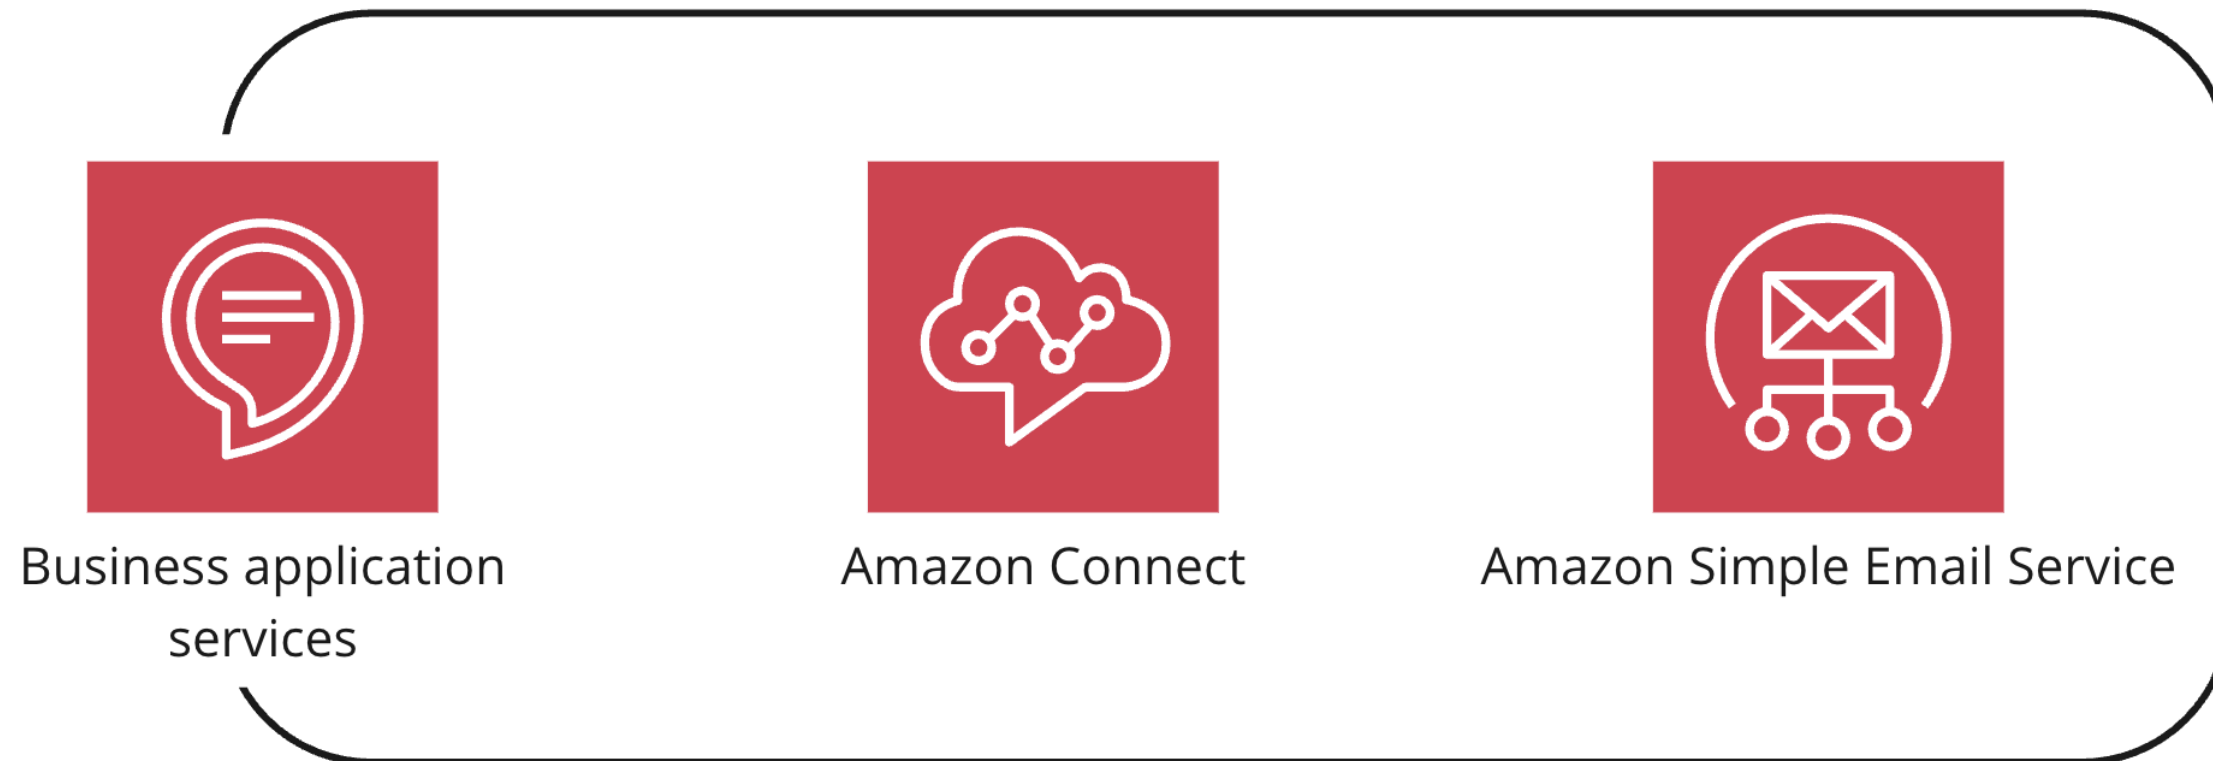 Business application
services
Amazon Connect
Amazon Simple Email Service